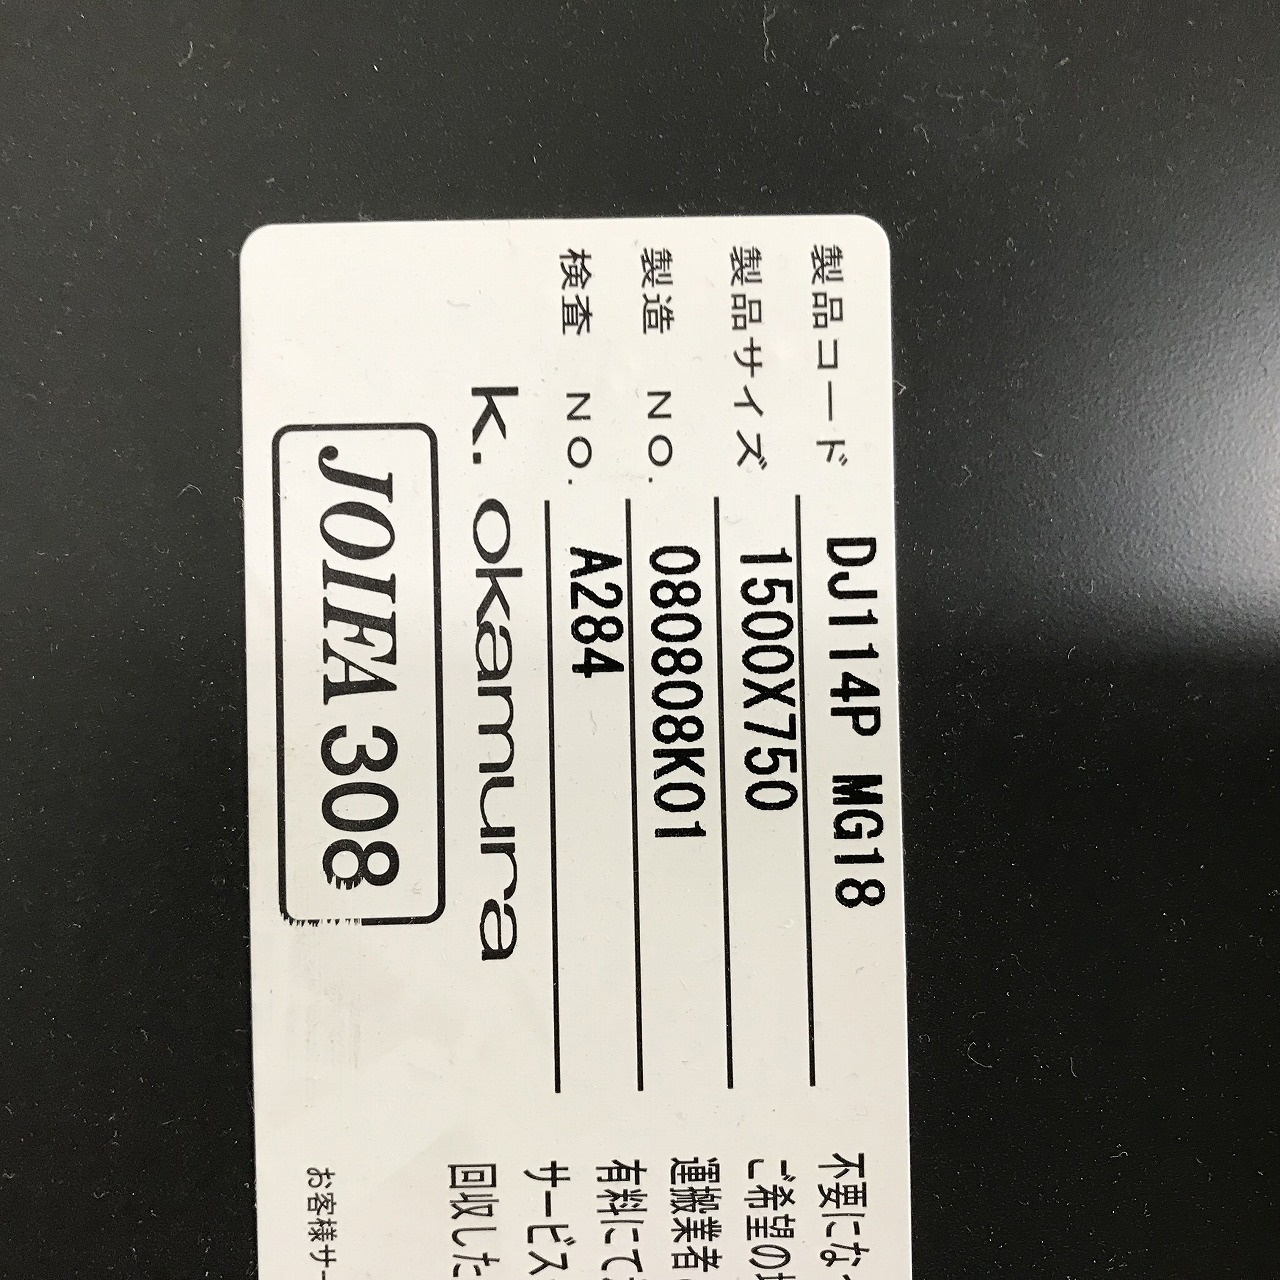 製品コード DJ114P MG18
製品サイズ 1500X750
製造 NO. 080808K01
検査 NO. A284
k. okamura
JOIFA 308
不要になっ
ご希望の
運搬業者
有料にて
サービス
回収した
お客様サー